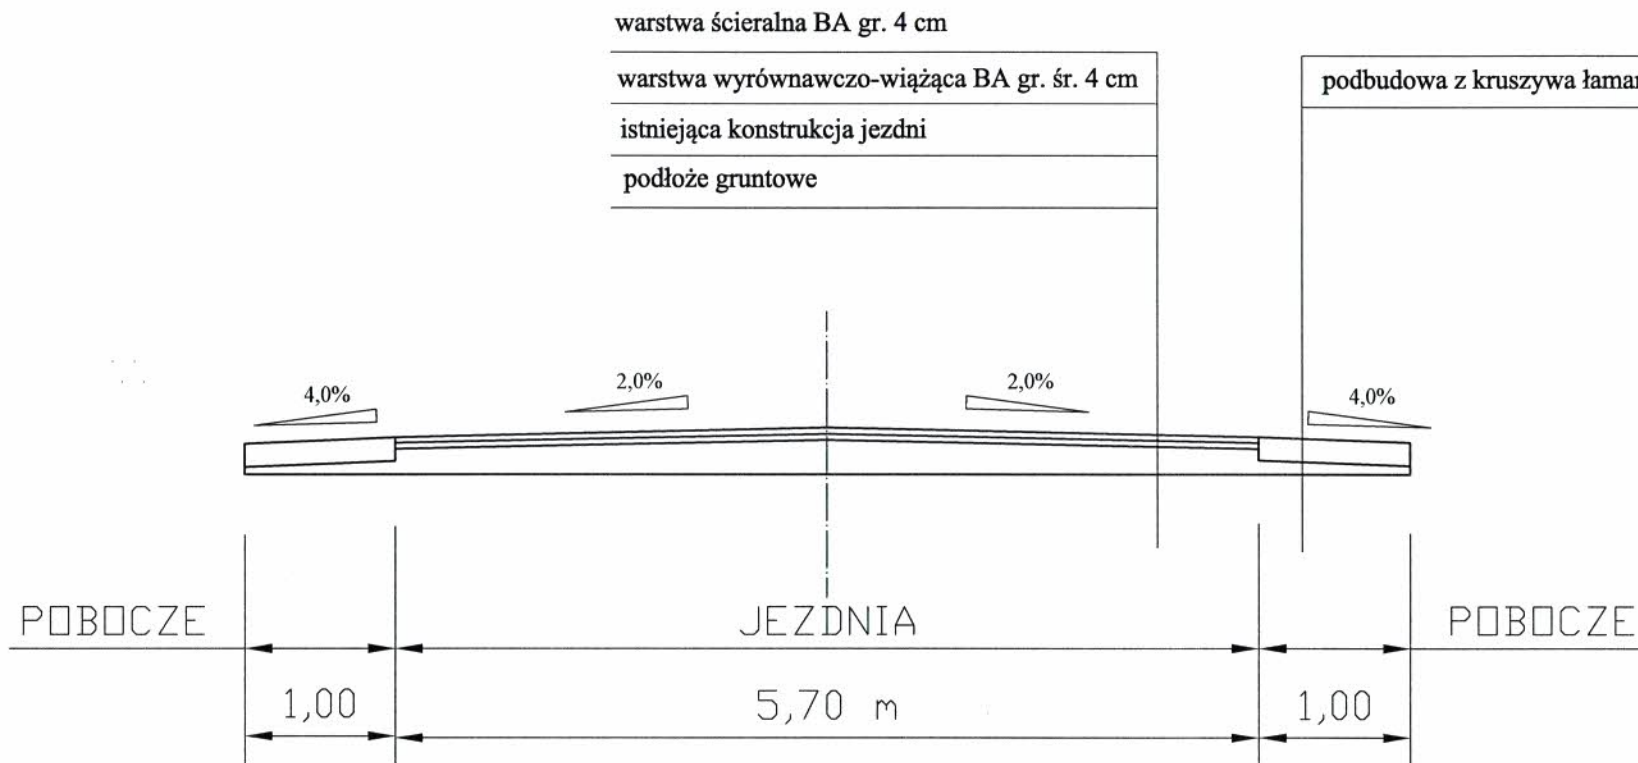 warstwa ścieralna BA gr. 4 cm
warstwa wyrównawczo-wiążąca BA gr. śr. 4 cm
istniejąca konstrukcja jezdni
podłoże gruntowe
podbudowa z kruszywa
4,0%
2,0%
2,0%
4,0%
POBOCZE
JEZDNIA
POBOCZE
1,00
5,70 m
1,00